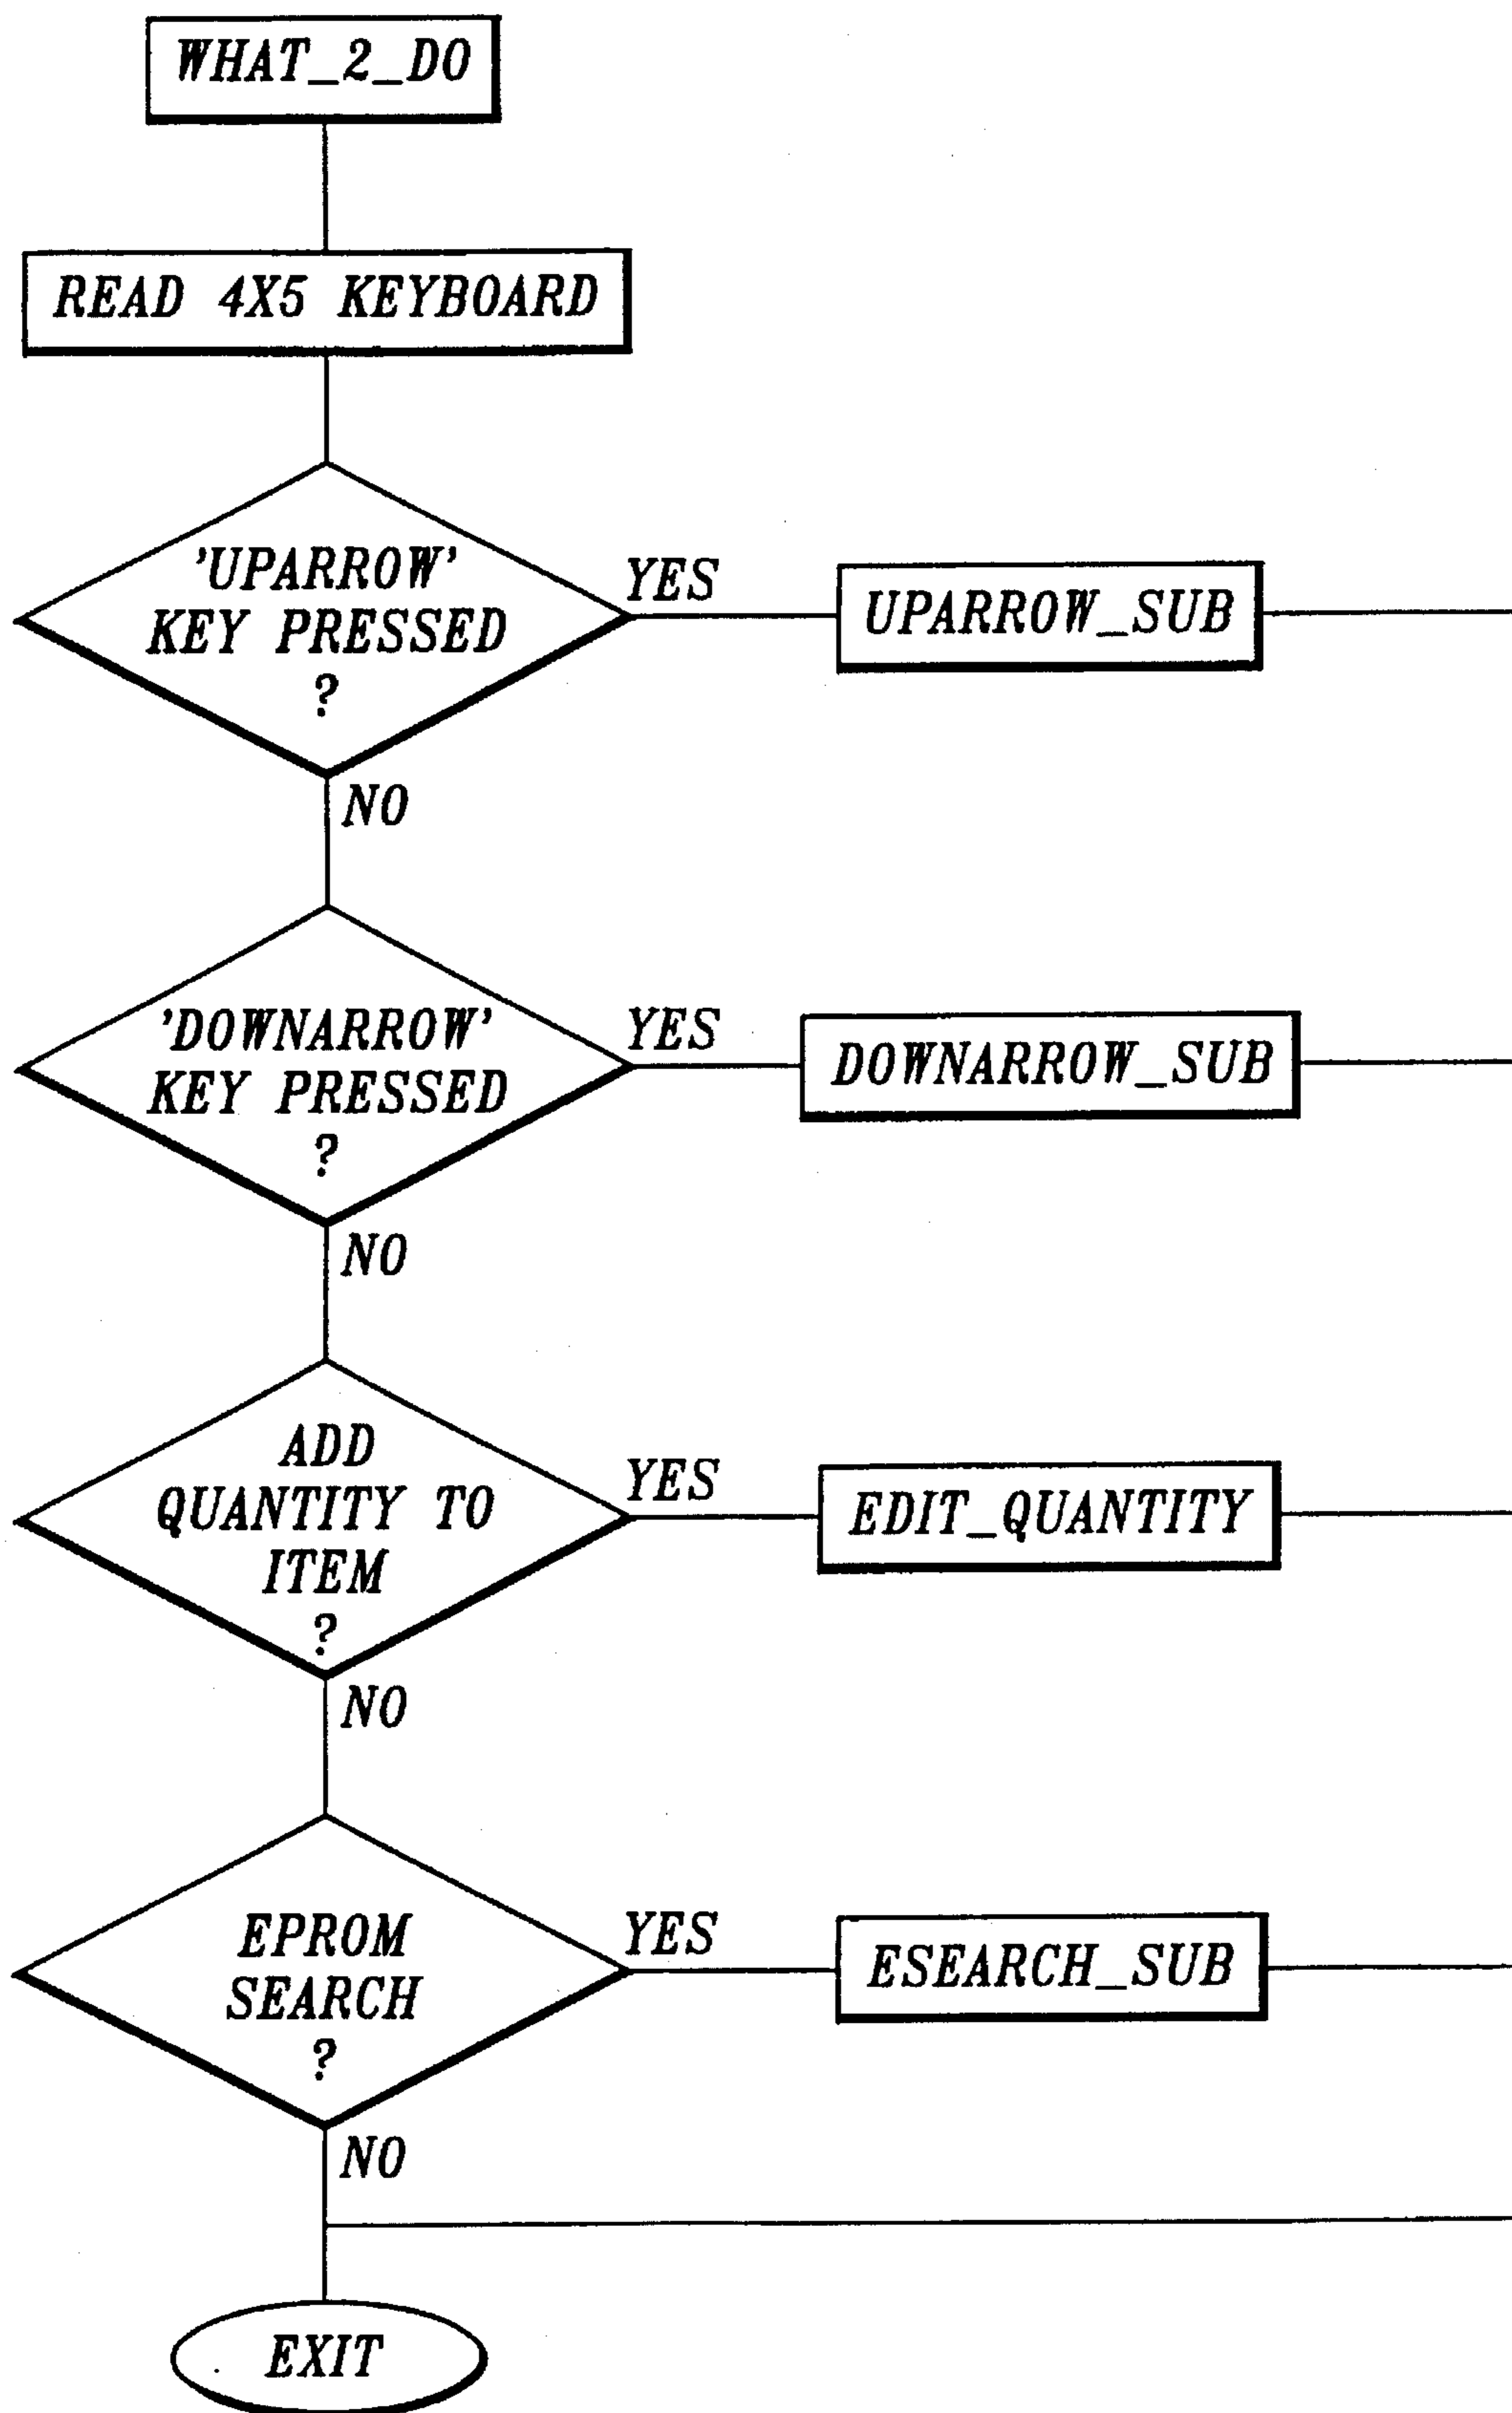 WHAT_2_DO
READ 4X5 KEYBOARD
'UPARROW'
KEY PRESSED
?
YES
UPARROW_SUB
NO
'DOWNARROW'
KEY PRESSED
?
YES
DOWNARROW_SUB
NO
ADD
QUANTITY TO
ITEM
?
YES
EDIT_QUANTITY
NO
EPROM
SEARCH
?
YES
ESEARCH_SUB
NO
EXIT